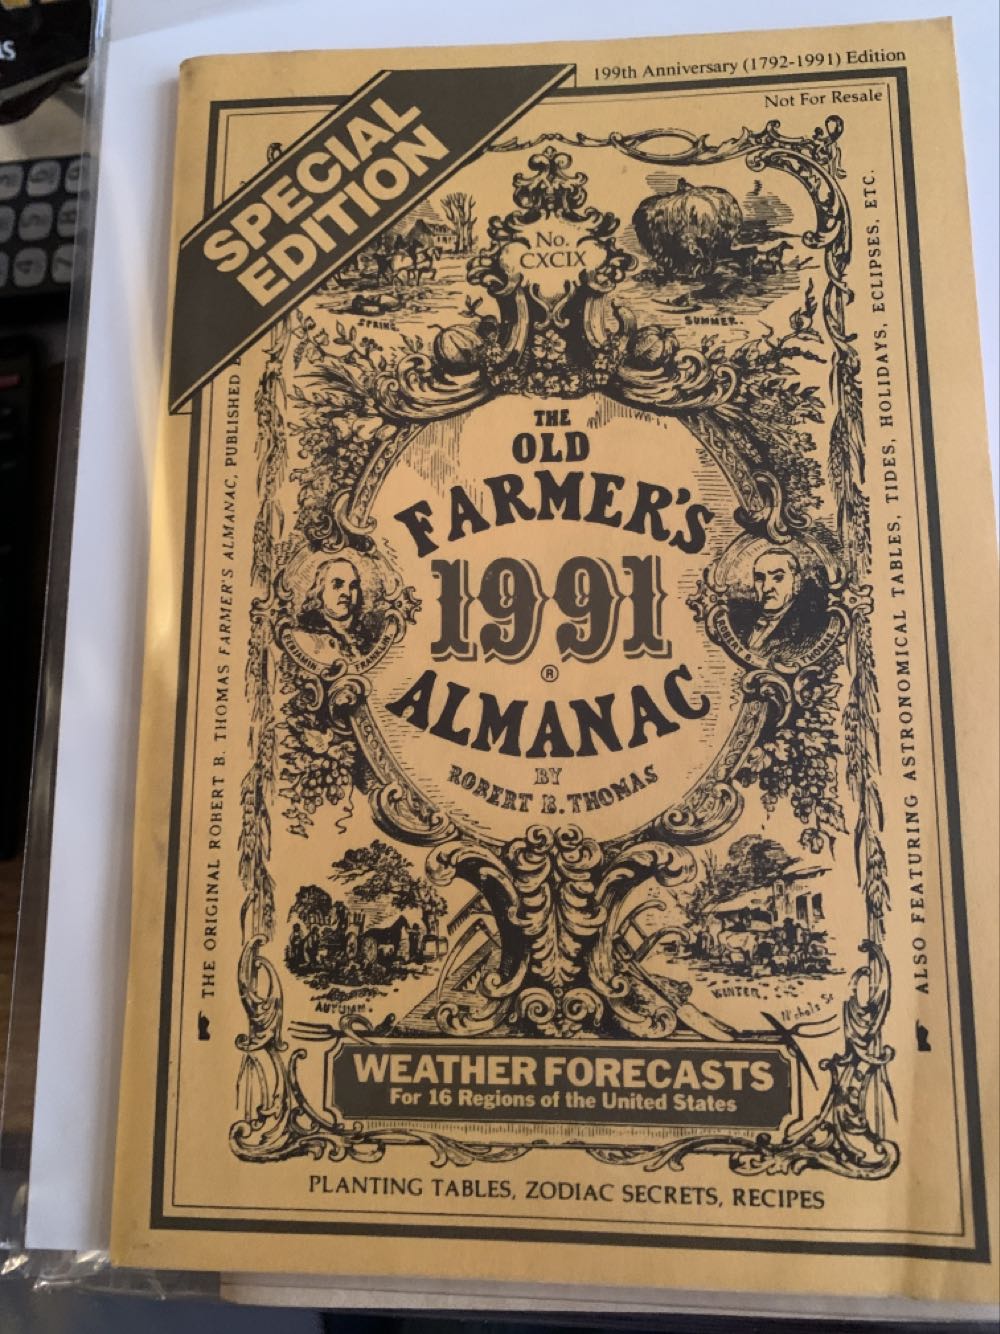 199th Anniversary (1792-1991) Edition
Not For Resale
SPECIAL
EDITION
No.
CXCIX
SPRING
SUMMER.
THE
OLD
FARMER'S
1991
®
ALMANAC
BY
ROBERT B. THOMAS
BENJAMIN FRANKLIN
ROBERT B. THOMAS
AUTUMN.
WINTER.
Nichols Sc
WEATHER FORECASTS
For 16 Regions of the United States
PLANTING TABLES, ZODIAC SECRETS, RECIPES
THE ORIGINAL ROBERT B. THOMAS FARMER'S ALMANAC, PUBLISHED
ALSO FEATURING ASTRONOMICAL TABLES, TIDES, HOLIDAYS, ECLIPSES, ETC.